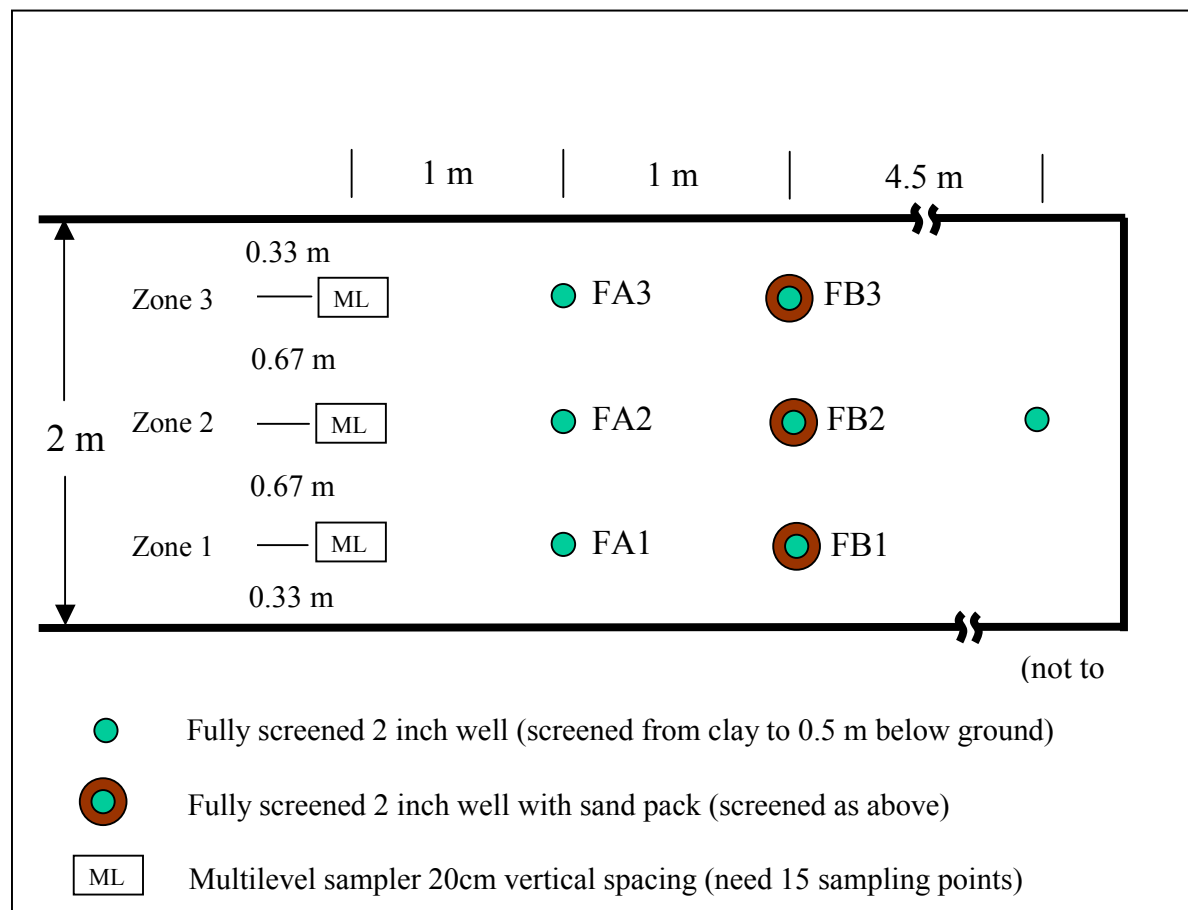 1 m 1 m 4.5 m
0.33 m
Zone 3 ML FA3 FB3
0.67 m
Zone 2 ML FA2 FB2
2 m
0.67 m
Zone 1 ML FA1 FB1
0.33 m
(not to
Fully screened 2 inch well (screened from clay to 0.5 m below ground)
Fully screened 2 inch well with sand pack (screened as above)
ML Multilevel sampler 20cm vertical spacing (need 15 sampling points)